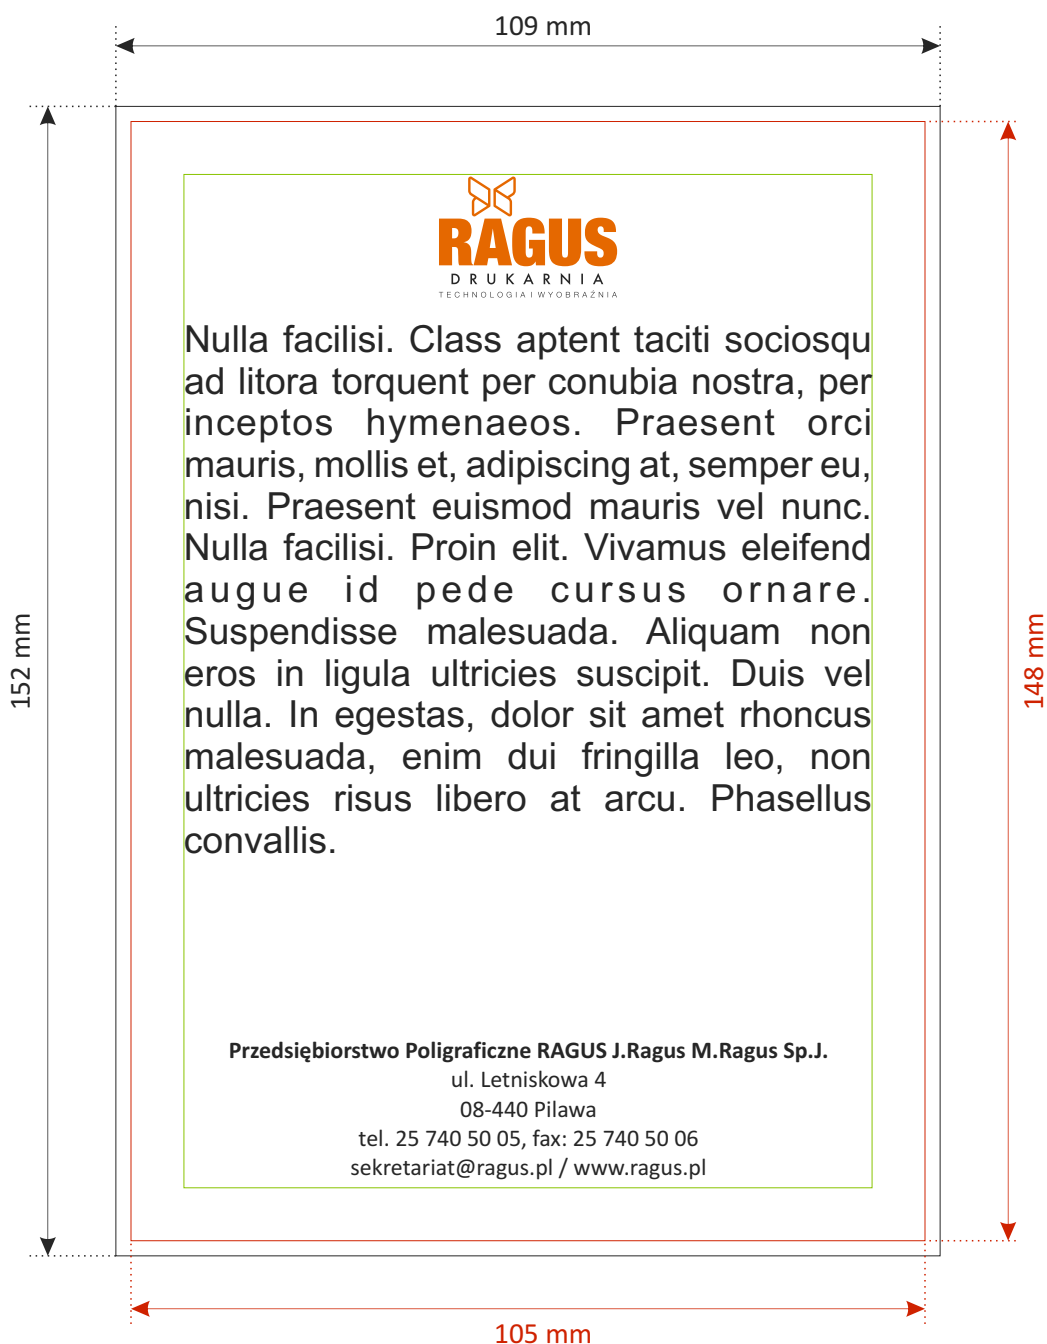 109 mm
RAGUS
DRUKARNIA
TECHNOLOGIA I WYOBRAŹNIA
Nulla facilisi. Class aptent taciti sociosqu
ad litora torquent per conubia nostra, per
inceptos hymenaeos. Praesent orci
mauris, mollis et, adipiscing at, semper eu,
nisi. Praesent euismod mauris vel nunc.
Nulla facilisi. Proin elit. Vivamus eleifend
augue id pede cursus ornare.
Suspendisse malesuada. Aliquam non
eros in ligula ultricies suscipit. Duis vel
nulla. In egestas, dolor sit amet rhoncus
malesuada, enim dui fringilla leo, non
ultricies risus libero at arcu. Phasellus
convallis.
152 mm
148 mm
Przedsiębiorstwo Poligraficzne RAGUS J.Ragus M.Ragus Sp.J.
ul. Letniskowa 4
08-440 Pilawa
tel. 25 740 50 05, fax: 25 740 50 06
sekretariat@ragus.pl / www.ragus.pl
105 mm